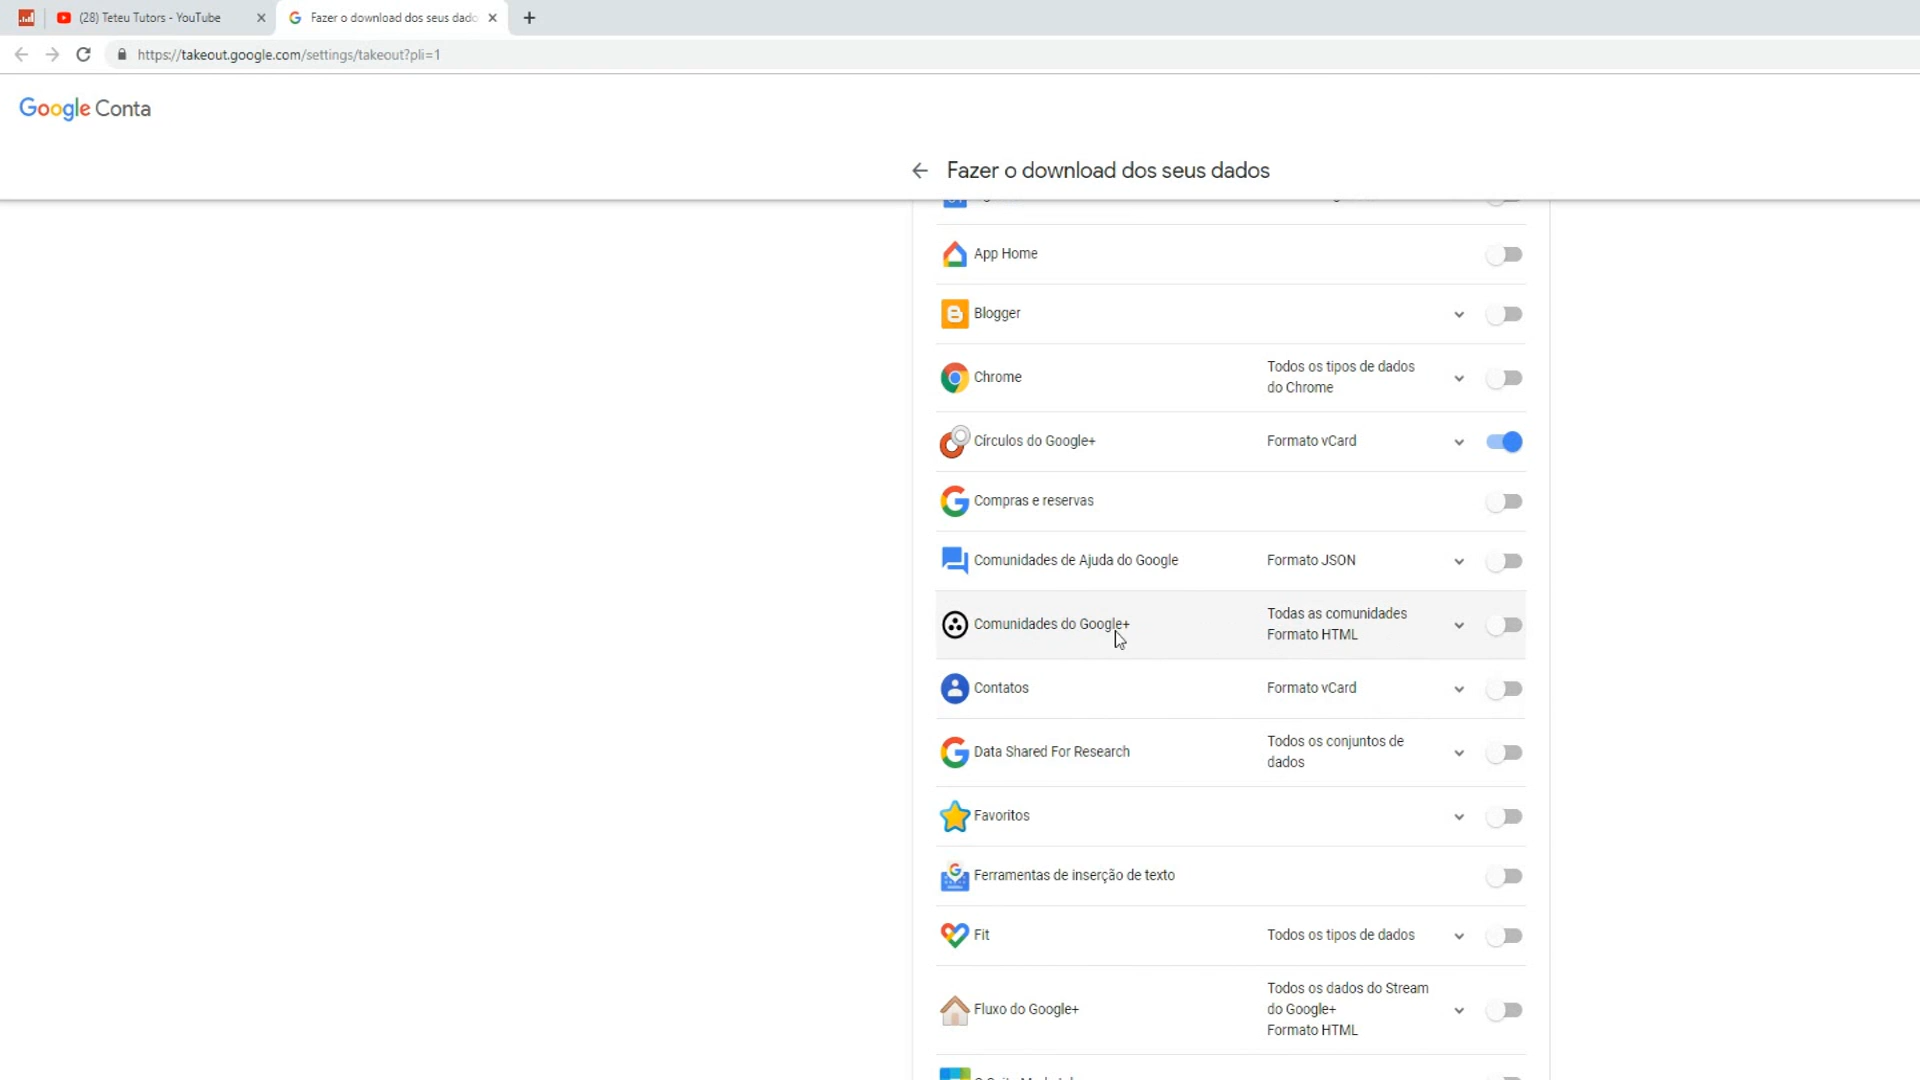 (28) Teteu Tutors - YouTube
Fazer o download dos seus dado
https://takeout.google.com/settings/takeout?pli=1
Google Conta
Fazer o download dos seus dados
App Home
Blogger
Chrome
Todos os tipos de dados
do Chrome
Círculos do Google+
Formato vCard
Compras e reservas
Comunidades de Ajuda do Google
Formato JSON
Comunidades do Google+
Todas as comunidades
Formato HTML
Contatos
Formato vCard
Data Shared For Research
Todos os conjuntos de
dados
Favoritos
Ferramentas de inserção de texto
Fit
Todos os tipos de dados
Fluxo do Google+
Todos os dados do Stream
do Google+
Formato HTML